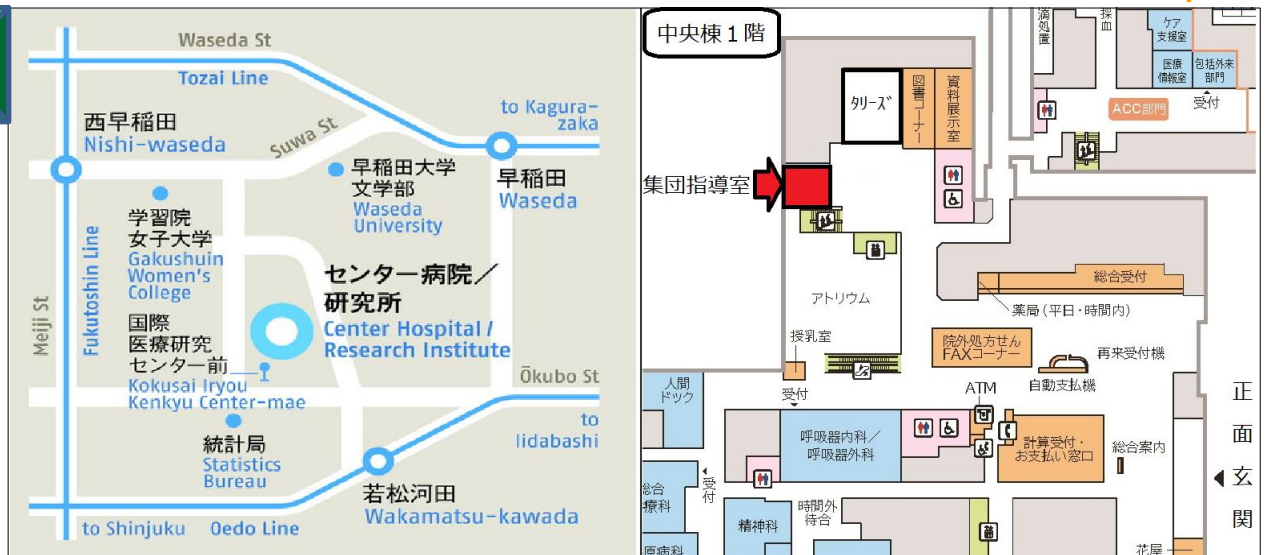 Waseda St
Tozai Line
to Kagura-
zaka
西早稲田
Nishi-waseda
Suwa St
早稲田大学
文学部
Waseda
University
早稲田
Waseda
学習院
女子大学
Gakushuin
Women's
College
Fukutoshin Line
Meiji St
センター病院／
研究所
Center Hospital /
Research Institute
国際
医療研究
センター前
Kokusai Iryou
Kenkyu Center-mae
Ōkubo St
to
Iidabashi
統計局
Statistics
Bureau
若松河田
Wakamatsu-kawada
to Shinjuku
Oedo Line
中央棟１階
タリーズ
図書コーナー
資料展示室
滴処置
採血
ケア
支援室
医療
情報室
包括外来
部門
受付
ACC部門
集団指導室
アトリウム
総合受付
薬局（平日・時間内）
授乳室
院外処方せん
FAXコーナー
再来受付機
自動支払機
人間
ドック
受付
ATM
呼吸器内科／
呼吸器外科
計算受付・
お支払い窓口
総合案内
正面玄関
受付
総合
療科
精神科
時間外
待合
原病科
花屋